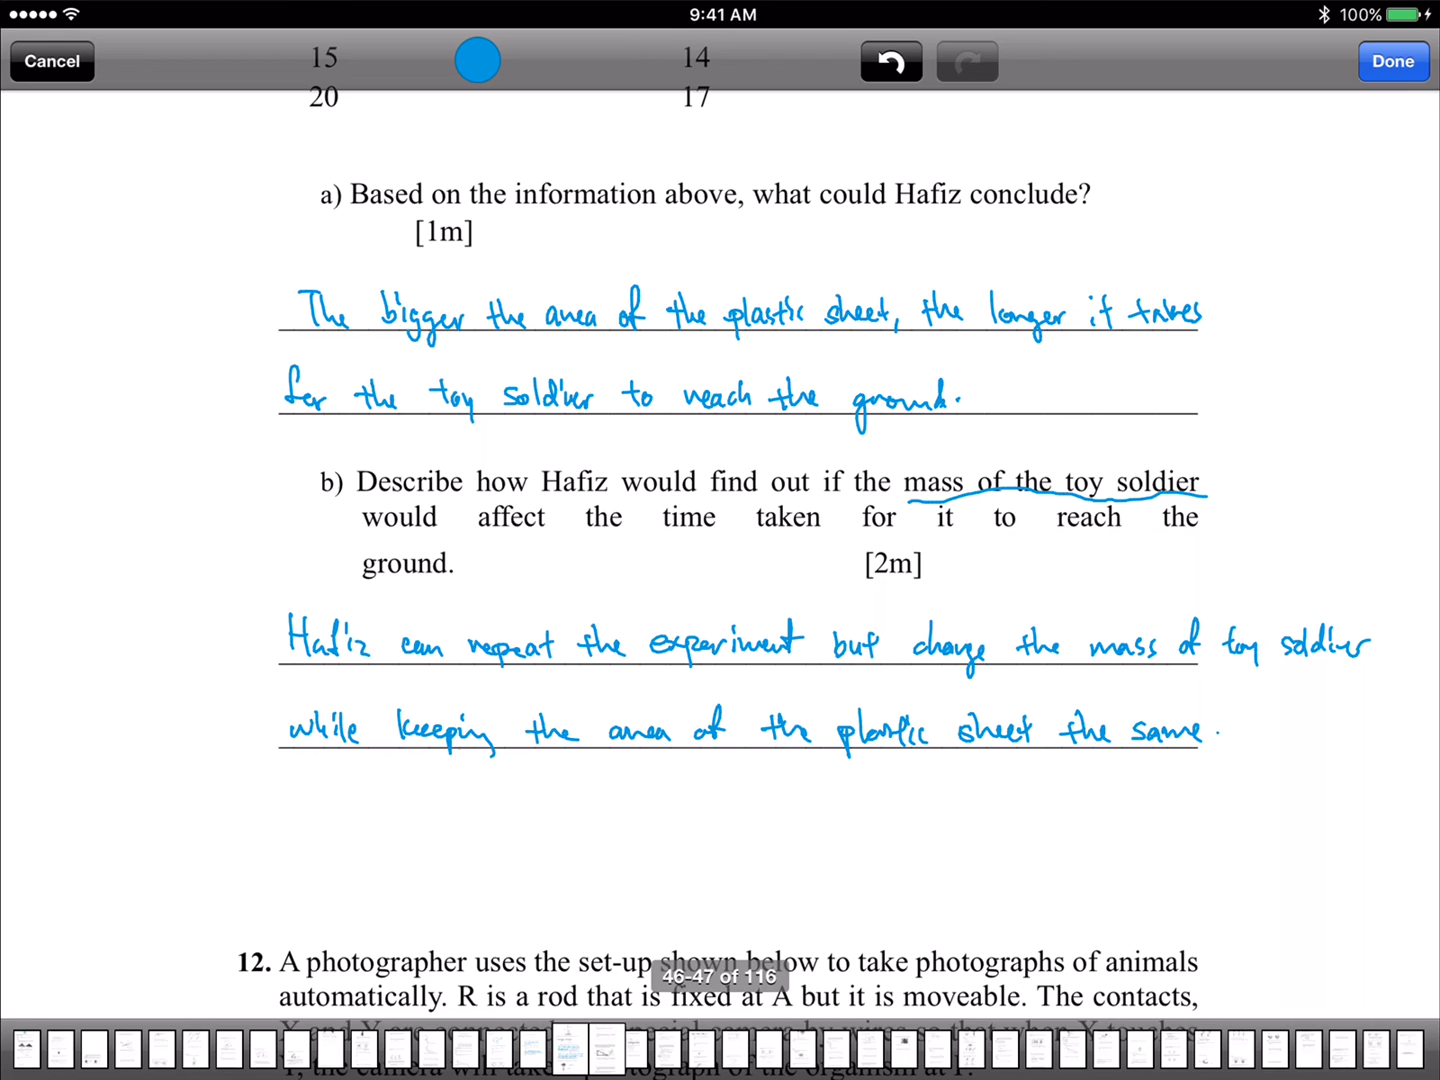 9:41 AM
100%
Cancel
15 14
Done
20 17
a) Based on the information above, what could Hafiz conclude?
[1m]
The bigger the area of the plastic sheet, the longer it takes
for the toy soldier to reach the ground.
b) Describe how Hafiz would find out if the mass of the toy soldier
would affect the time taken for it to reach the
ground. [2m]
Hafiz can repeat the experiment but change the mass of toy soldier
while keeping the area of the plastic sheet the same.
12. A photographer uses the set-up shown below to take photographs of animals
46-47 of 116
automatically. R is a rod that is fixed at A but it is moveable. The contacts,